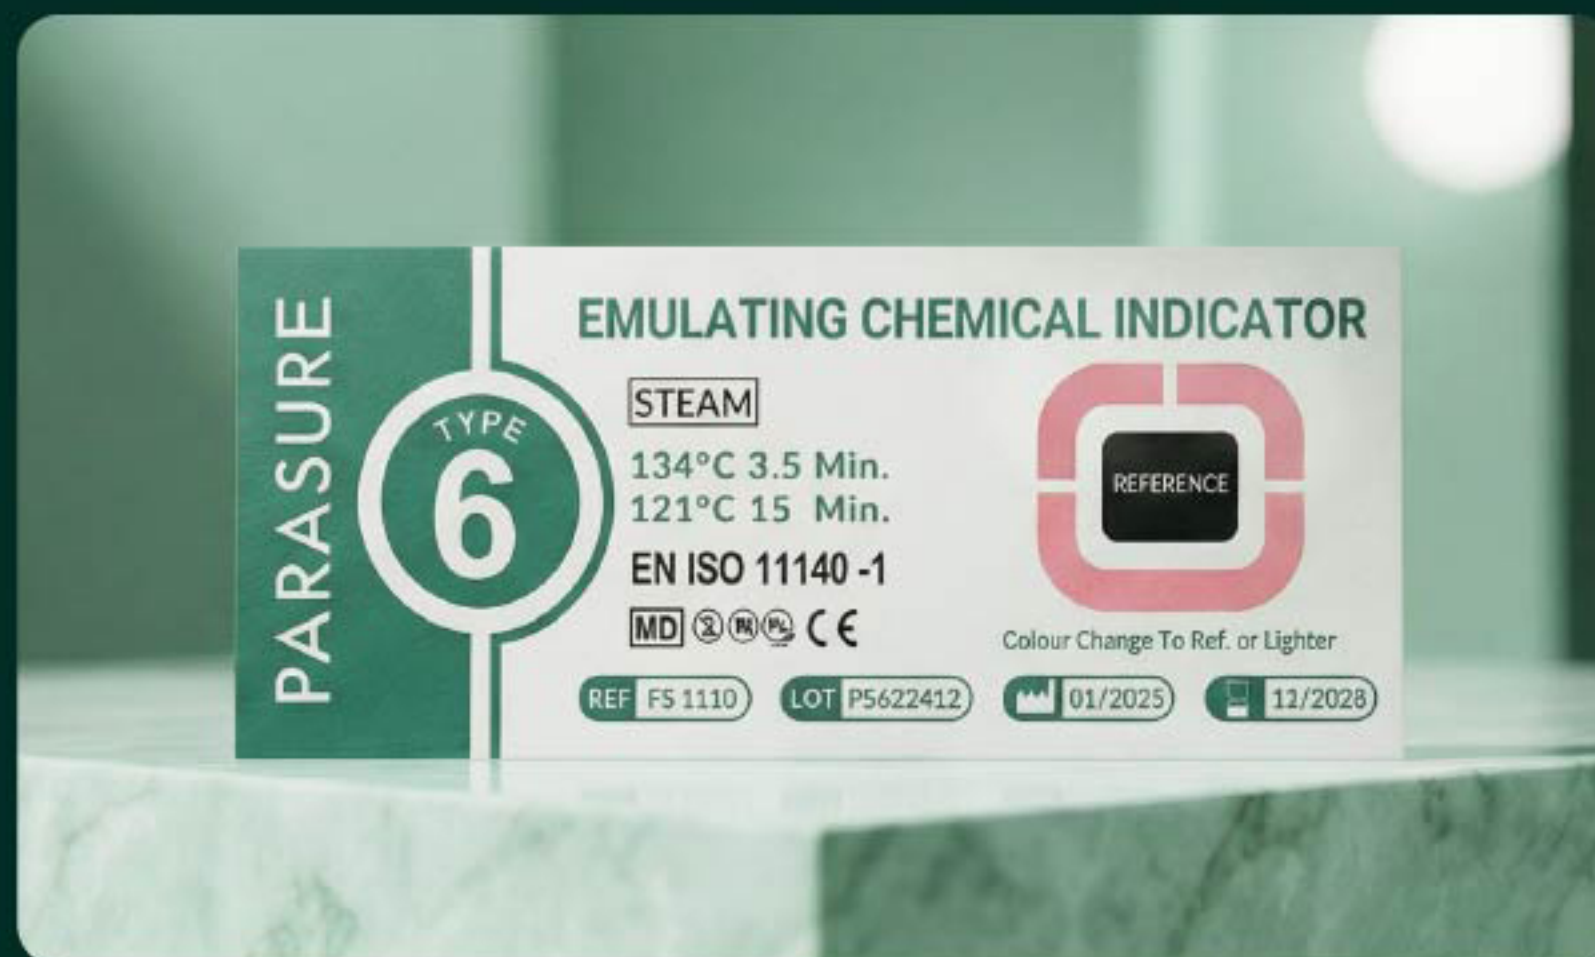 PARASURE
TYPE
6
EMULATING CHEMICAL INDICATOR
STEAM
134°C 3.5 Min.
121°C 15 Min.
EN ISO 11140 -1
REFERENCE
MD CE
Colour Change To Ref. or Lighter
REF FS 1110
LOT P5622412
01/2025
12/2028